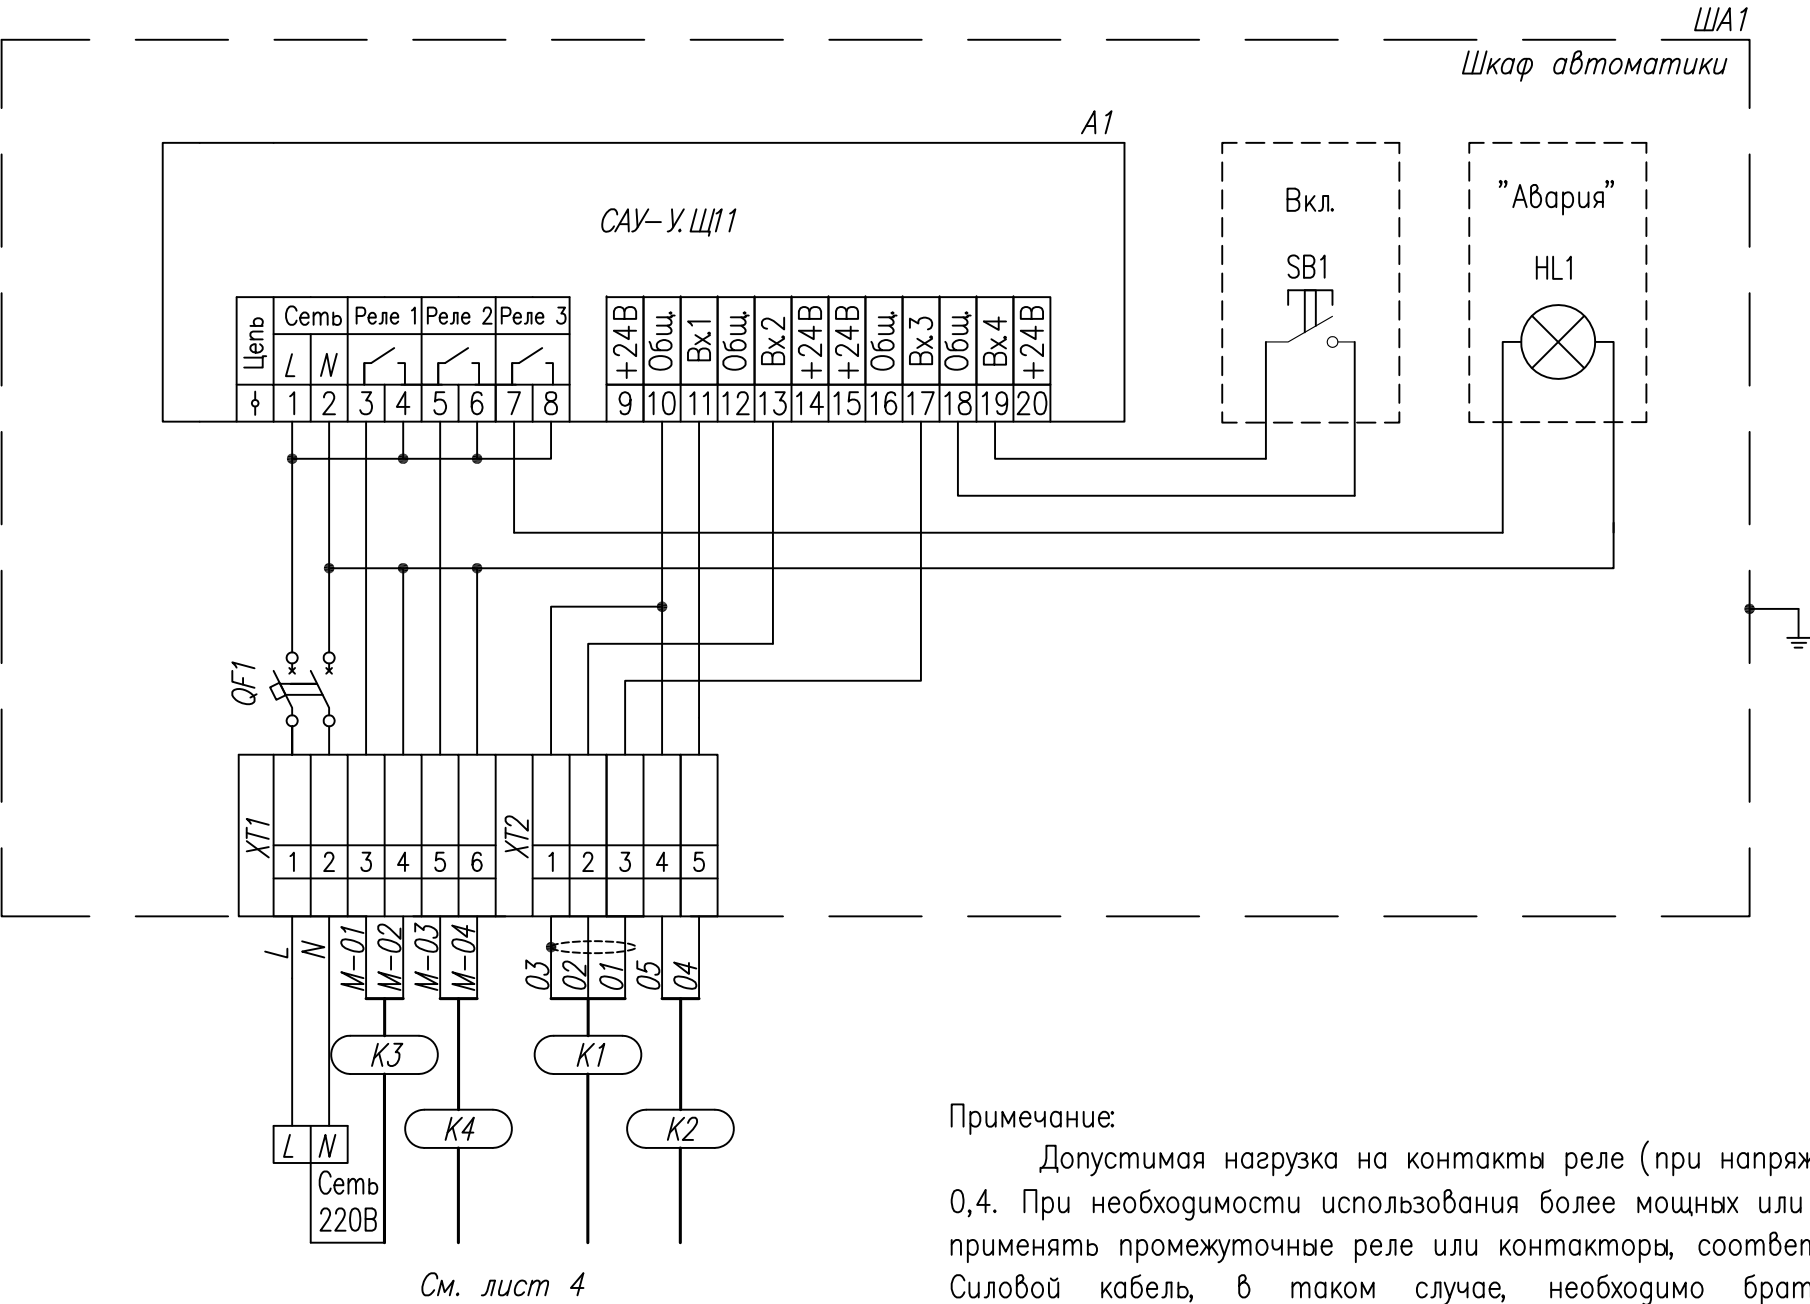 ША1
Шкаф автоматики
А1
САУ-У.Щ11
Вкл.
SB1
"Авария"
HL1
Цепь
Сеть
Реле 1
Реле 2
Реле 3
L
N
1 2 3 4 5 6 7 8
+24В
Общ.
Вх.1
Общ.
Вх.2
+24В
+24В
Общ.
Вх.3
Общ.
Вх.4
+24В
9 10 11 12 13 14 15 16 17 18 19 20
QF1
XT1
1 2 3 4 5 6
XT2
1 2 3 4 5
L
N
М-01
М-02
М-03
М-04
03
02
01
05
04
К3
К1
К4
К2
L N
Сеть
220В
См. лист 4
Примечание:
Допустимая нагрузка на контакты реле (при напряж
0,4. При необходимости использования более мощных или
применять промежуточные реле или контакторы, соответ
Силовой кабель, в таком случае, необходимо брат